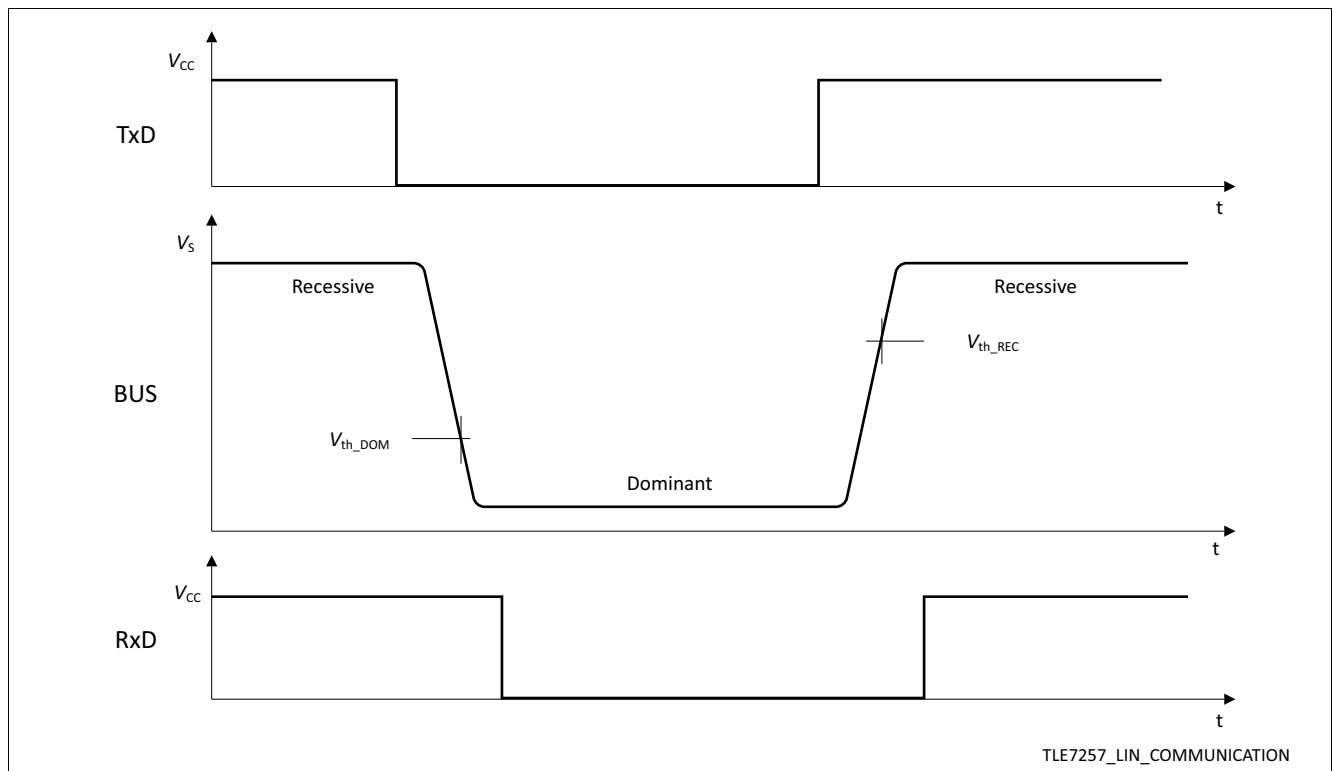 VCC
TxD
t
VS
Recessive
Recessive
Vth_REC
BUS
Vth_DOM
Dominant
t
VCC
RxD
t
TLE7257_LIN_COMMUNICATION